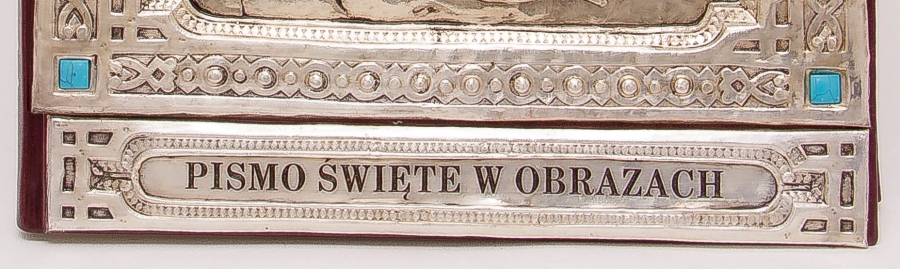 PISMO ŚWIĘTE W OBRAZACH